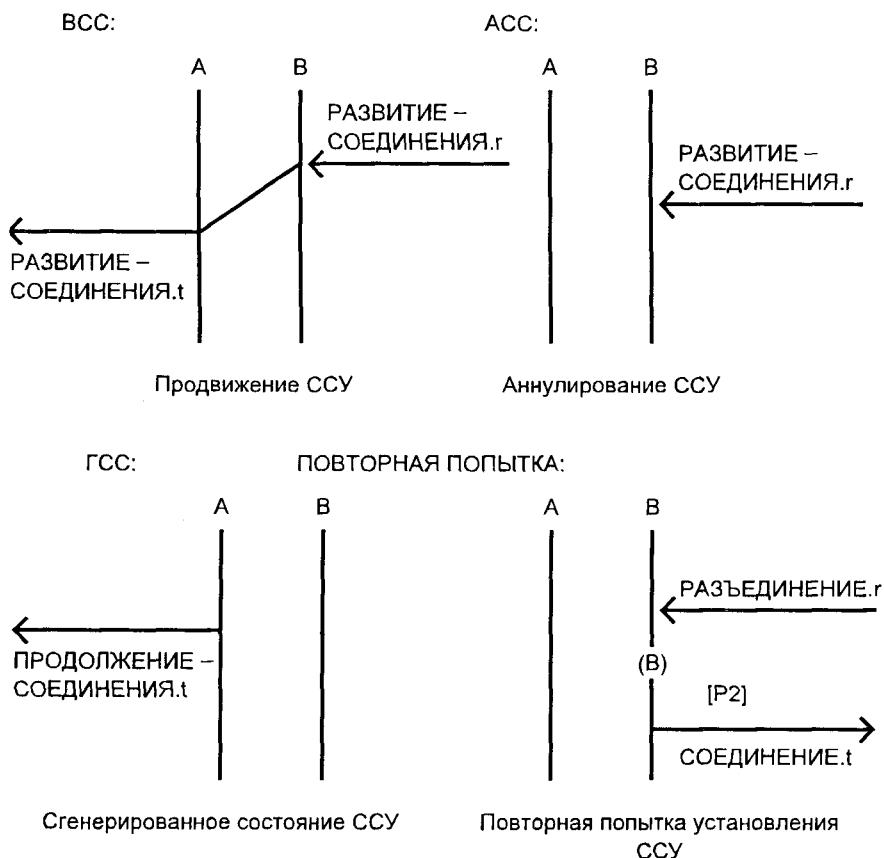 ВСС:
АСС:
А
В
А
В
РАЗВИТИЕ –
СОЕДИНЕНИЯ.r
РАЗВИТИЕ –
СОЕДИНЕНИЯ.r
РАЗВИТИЕ –
СОЕДИНЕНИЯ.t
Продвижение ССУ
Аннулирование ССУ
ГСС:
ПОВТОРНАЯ ПОПЫТКА:
А
В
А
В
РАЗЪЕДИНЕНИЕ.r
ПРОДОЛЖЕНИЕ –
СОЕДИНЕНИЯ.t
(В)
[Р2]
СОЕДИНЕНИЕ.t
Сгенерированное состояние ССУ
Повторная попытка установления
ССУ